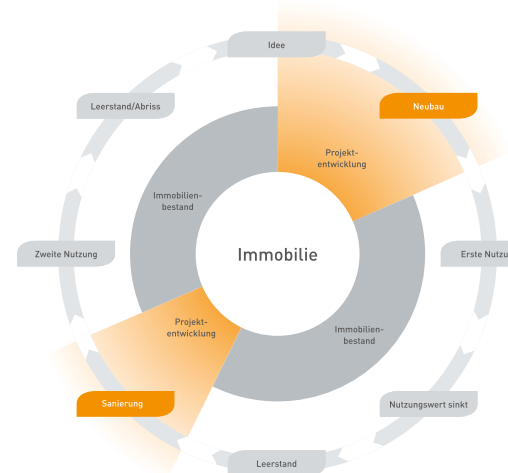 Idee
Leerstand/Abriss
Neubau
Projekt-
entwicklung
Immobilien-
bestand
Zweite Nutzung
Immobilie
Erste Nutzu
Projekt-
entwicklung
Immobilien-
bestand
Sanierung
Nutzungswert sinkt
Leerstand